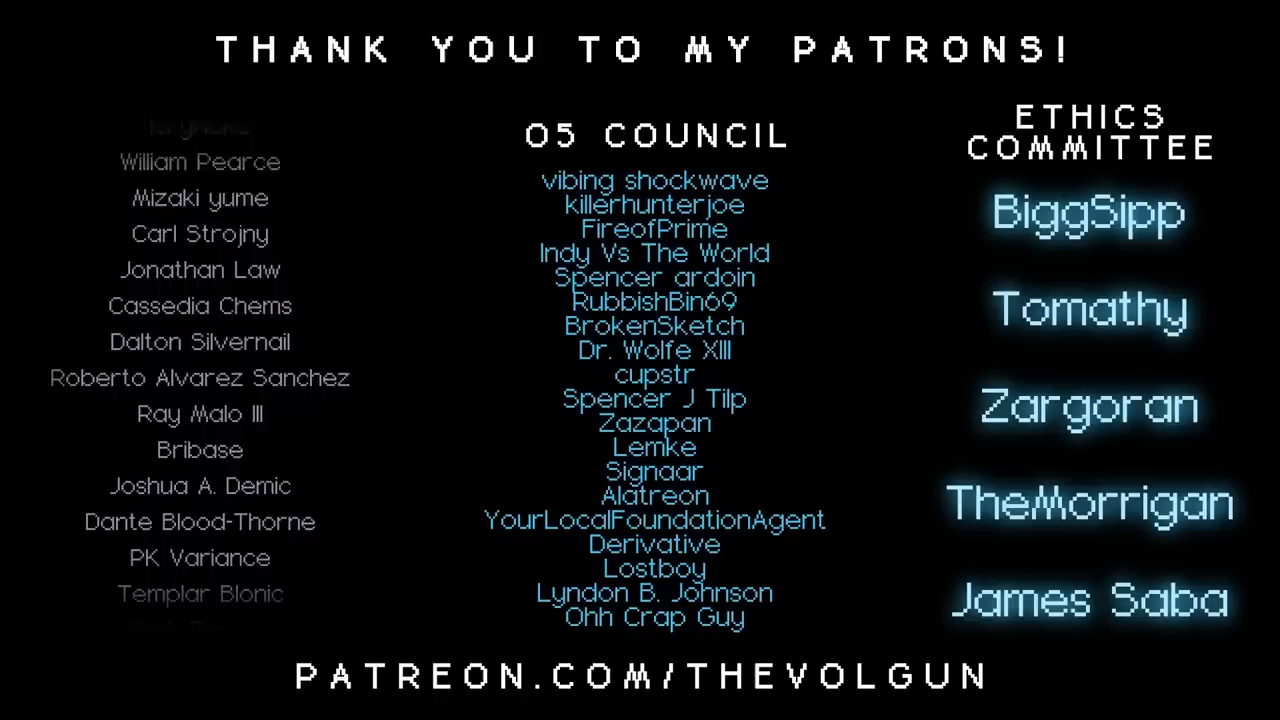 THANK YOU TO MY PATRONS!
William Pearce
Mizaki yume
Carl Strojny
Jonathan Law
Cassedia Chems
Dalton Silvernail
Roberto Alvarez Sanchez
Ray Malo III
Bribase
Joshua A. Demic
Dante Blood-Thorne
PK Variance
Templar Blonic
O5 COUNCIL
vibing shockwave
killerhunterjoe
FireofPrime
Indy Vs The World
Spencer ardoin
RubbishBin69
BrokenSketch
Dr. Wolfe XIII
cupstr
Spencer J Tilp
Zazapan
Lemke
Signaar
Alatreon
YourLocalFoundationAgent
Derivative
Lostboy
Lyndon B. Johnson
Ohh Crap Guy
ETHICS
COMMITTEE
BiggSipp
Tomathy
Zargoran
TheMorrigan
James Saba
PATREON.COM/THEVOLGUN